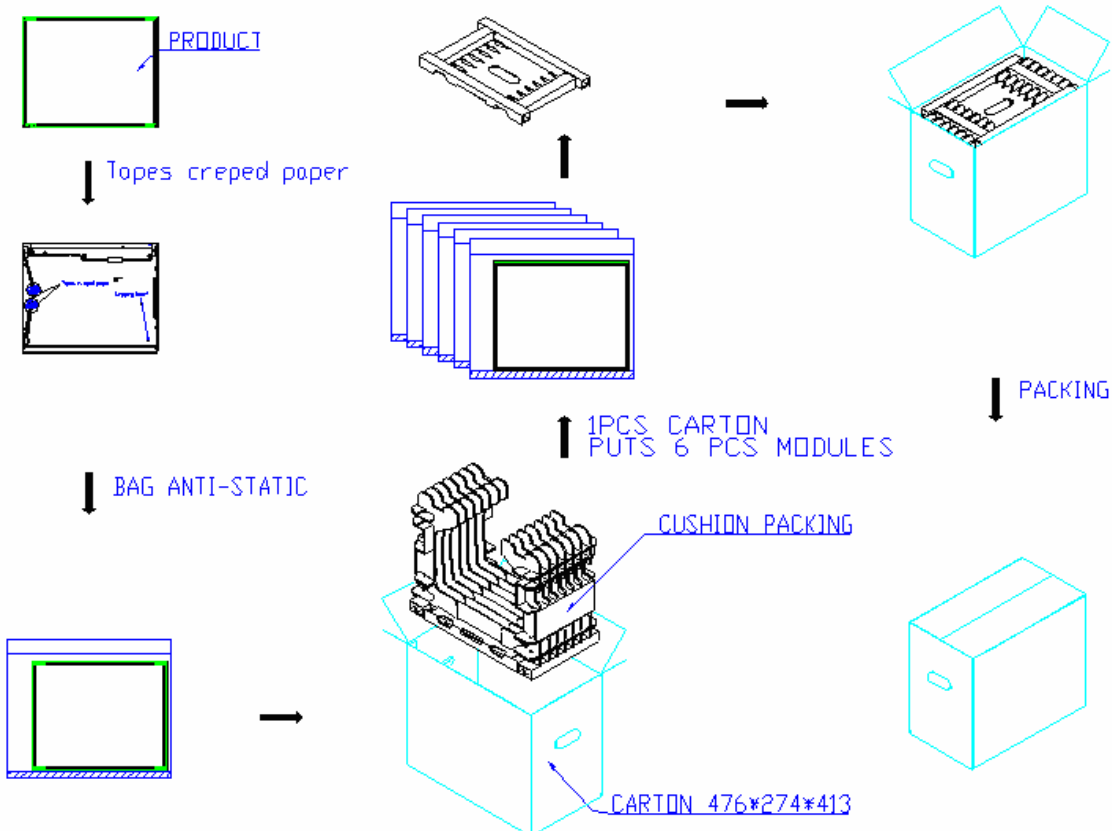 PRODUCT
Tapes creped paper
BAG ANTI-STATIC
1PCS CARTON
PUTS 6 PCS MODULES
CUSHION PACKING
CARTON 476*274*413
PACKING